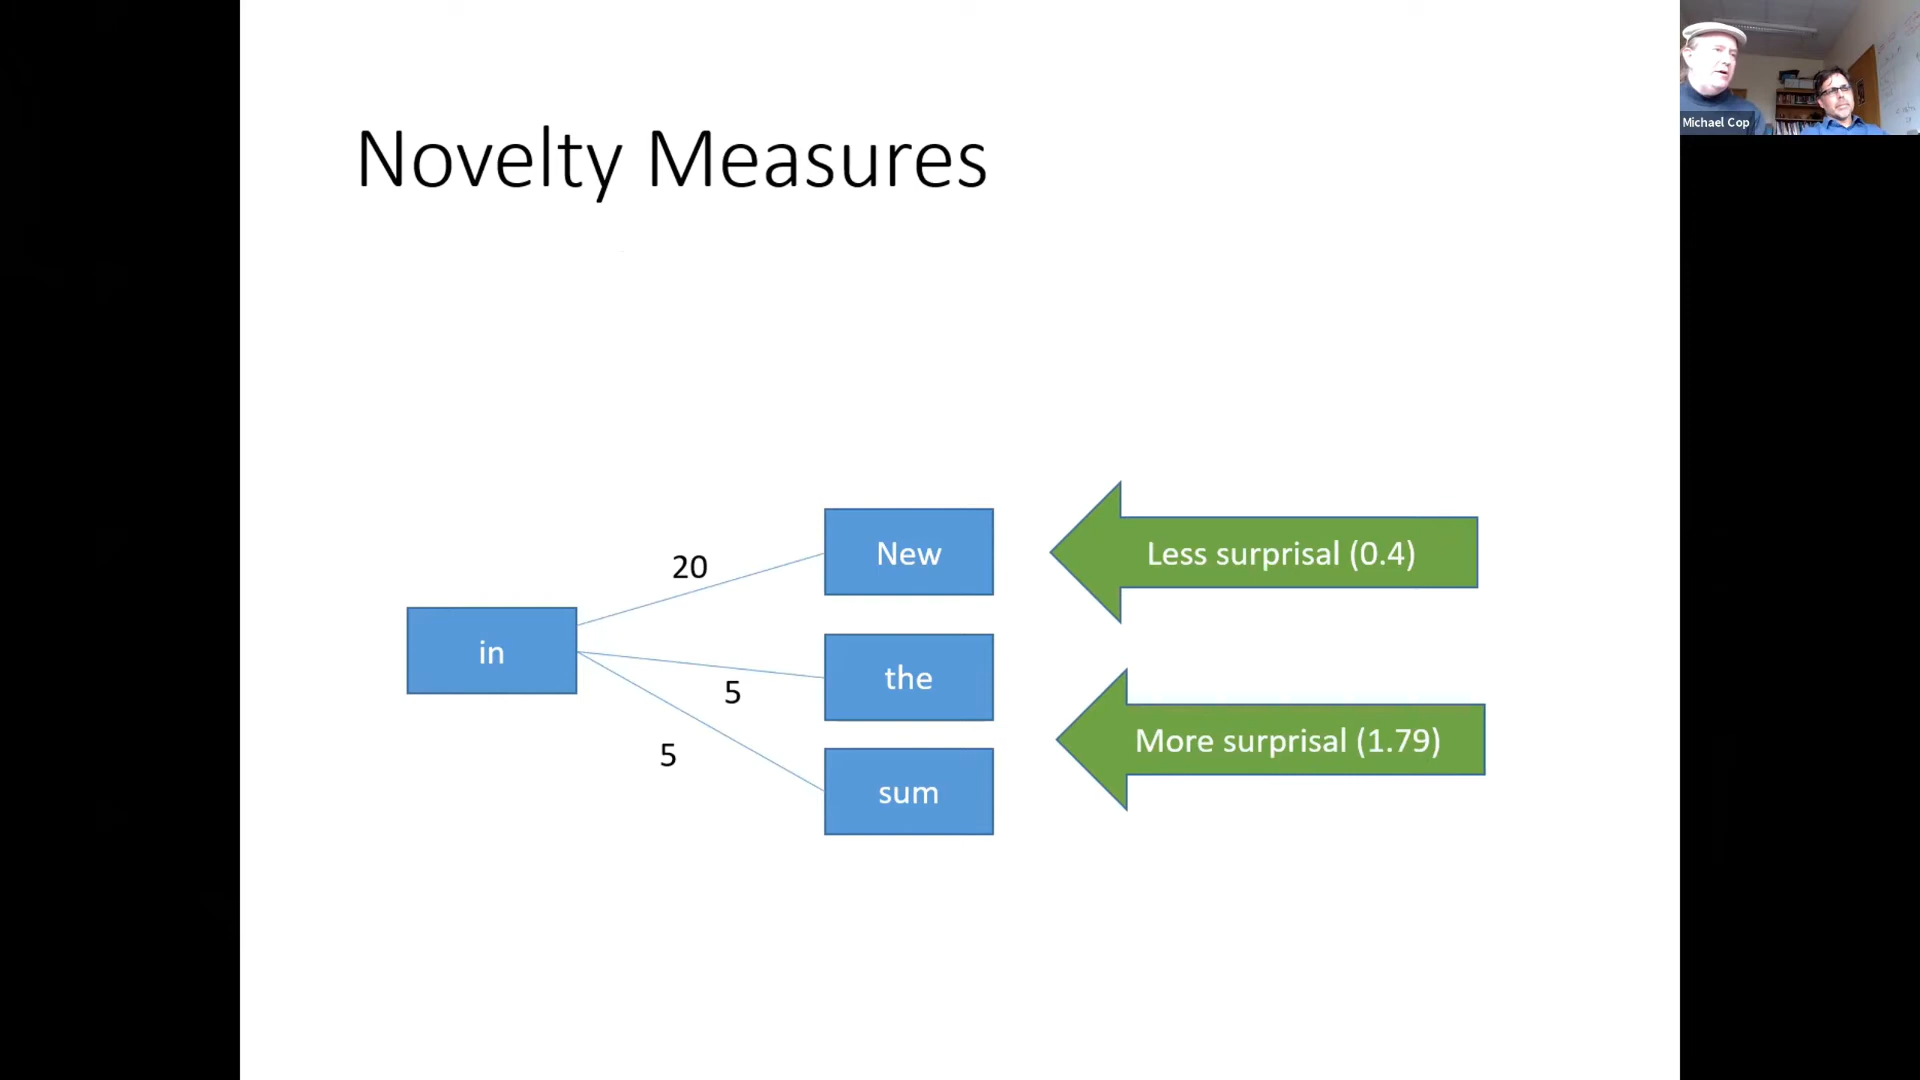 Michael Cop
Novelty Measures
20
New
Less surprisal (0.4)
in
the
5
More surprisal (1.79)
5
sum